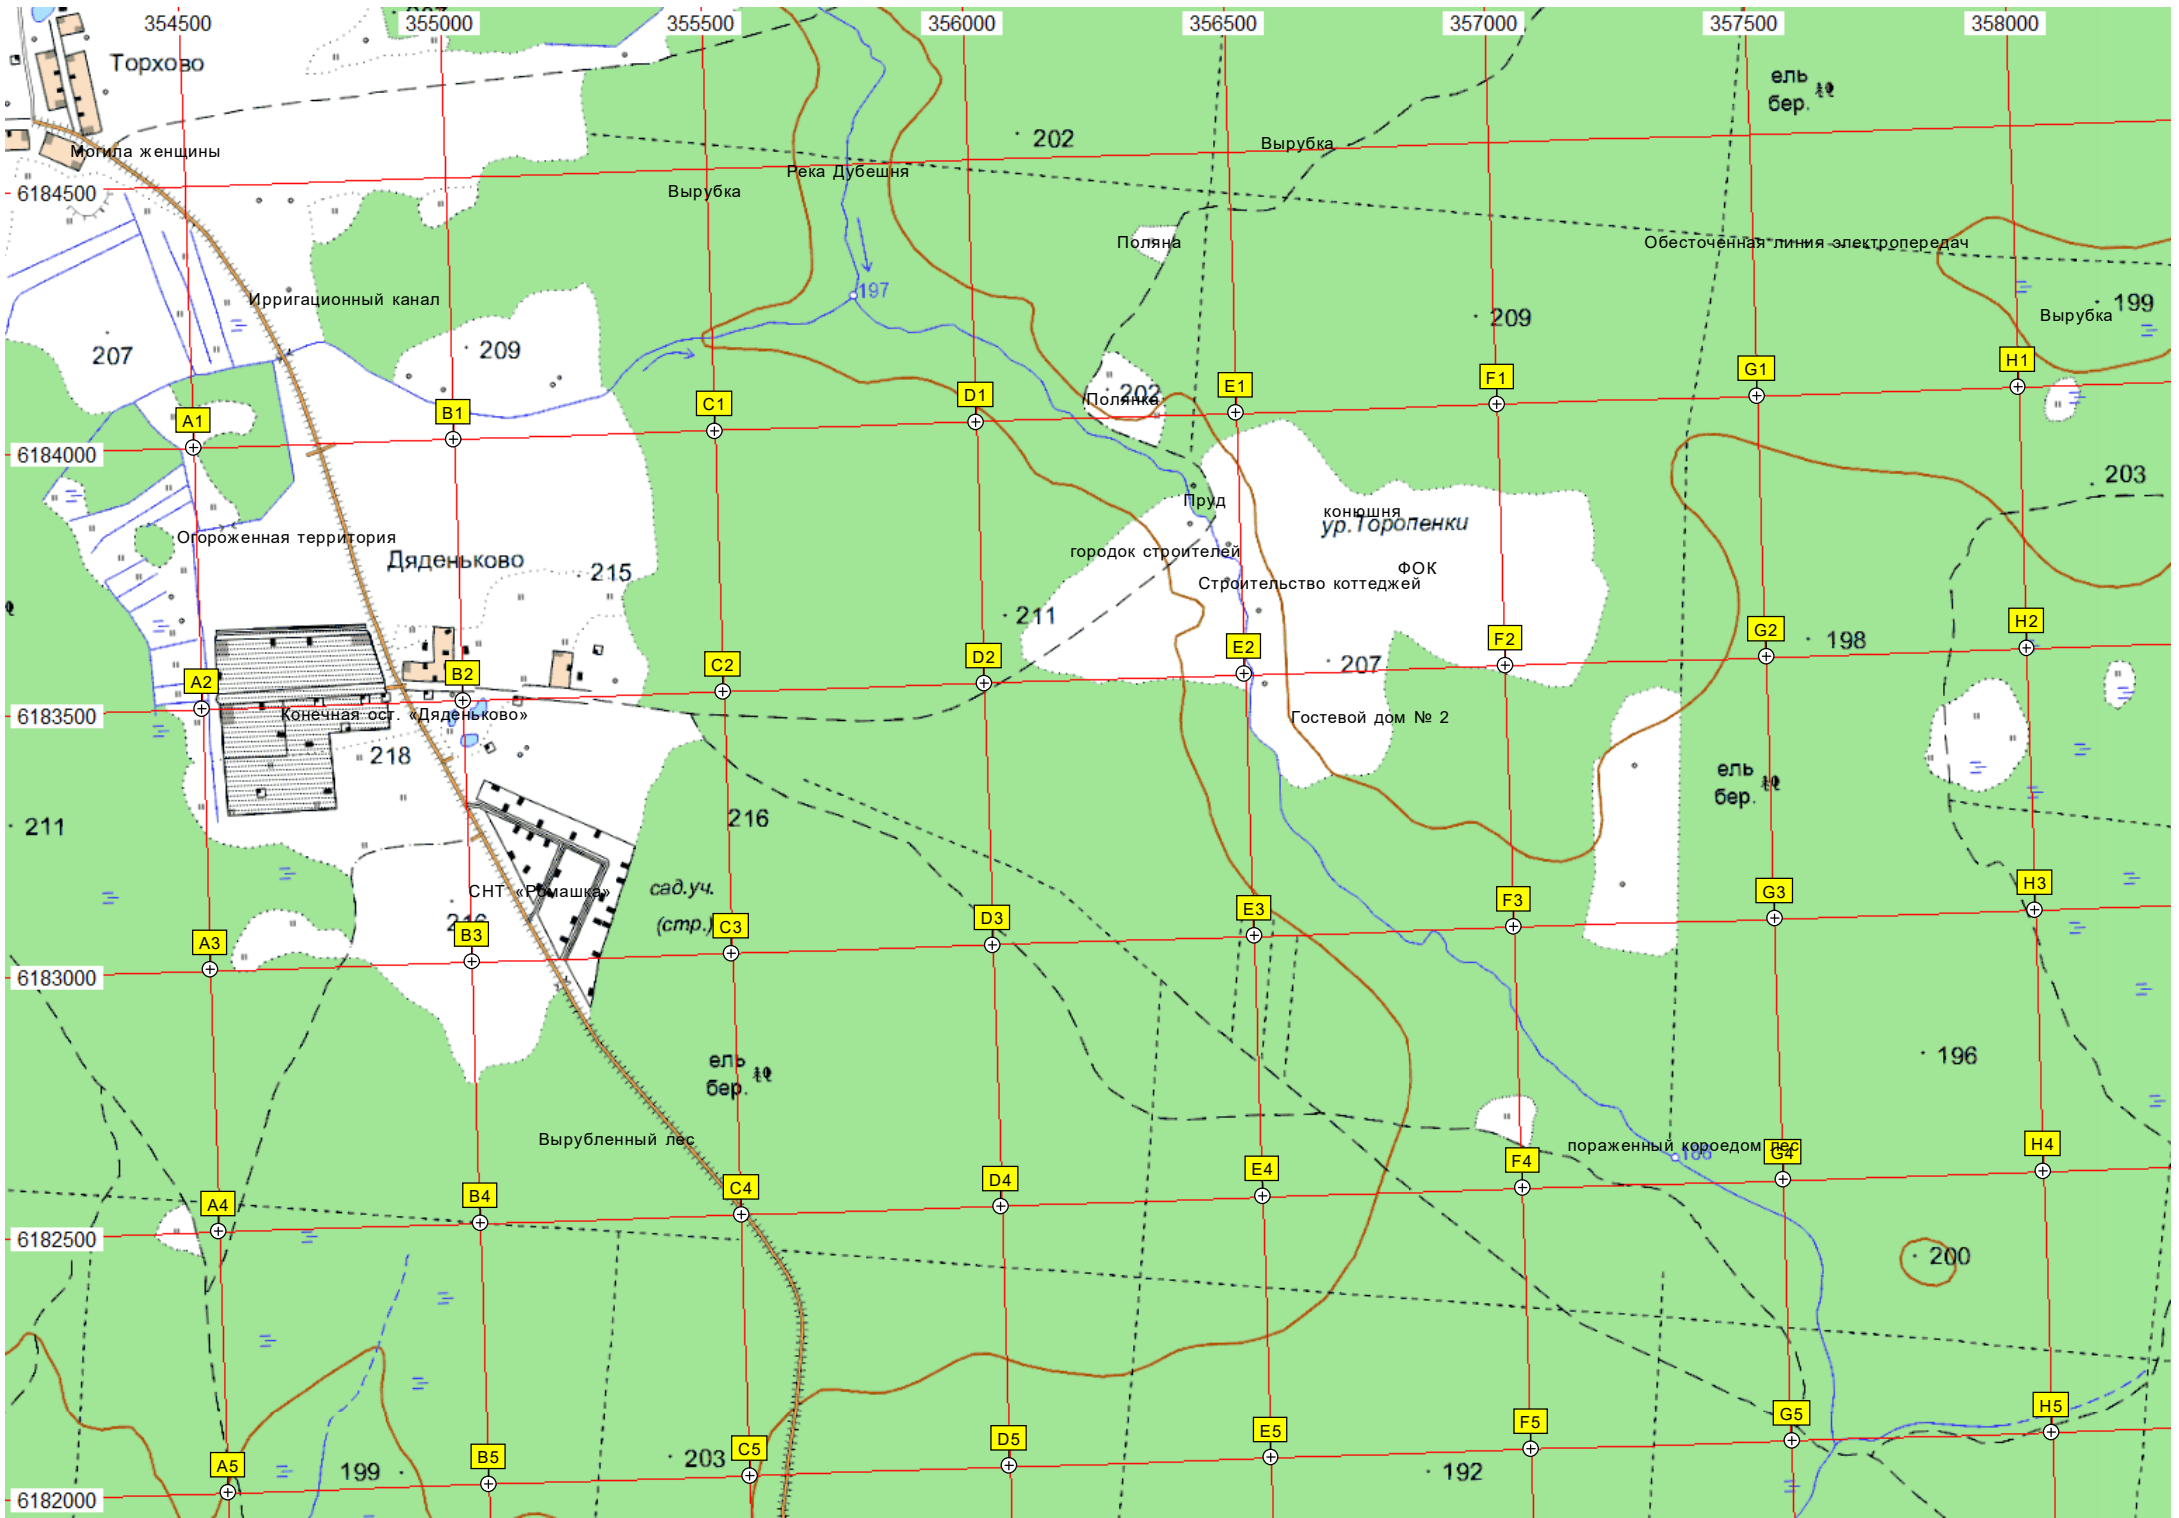 354500 355000 355500 356000 356500 357000 357500 358000
Торхово
ель
бер.
202
Могила женщины
Вырубка
Река Дубешня
6184500
Вырубка
Поляна
Обесточенная линия электропередач
197
Ирригационный канал
199
Вырубка
209
207
209
202
Полянка
A1 B1 C1 D1 E1 F1 G1 H1
6184000
203
Пруд
конюшня
ур.Торопенки
Огороженная территория
Дяденьково
городок строителей
215
ФОК
Строительство коттеджей
211
207
198
A2 B2 C2 D2 E2 F2 G2 H2
6183500
Конечная ост. «Дяденьково»
Гостевой дом № 2
218
ель
бер.
216
211
СНТ «Ромашка»
сад.уч.
(стр.)
216
A3 B3 C3 D3 E3 F3 G3 H3
6183000
196
ель
бер.
Вырубленный лес
пораженный короедом лес
186
A4 B4 C4 D4 E4 F4 G4 H4
6182500
200
A5 B5 C5 D5 E5 F5 G5 H5
199
203
192
6182000